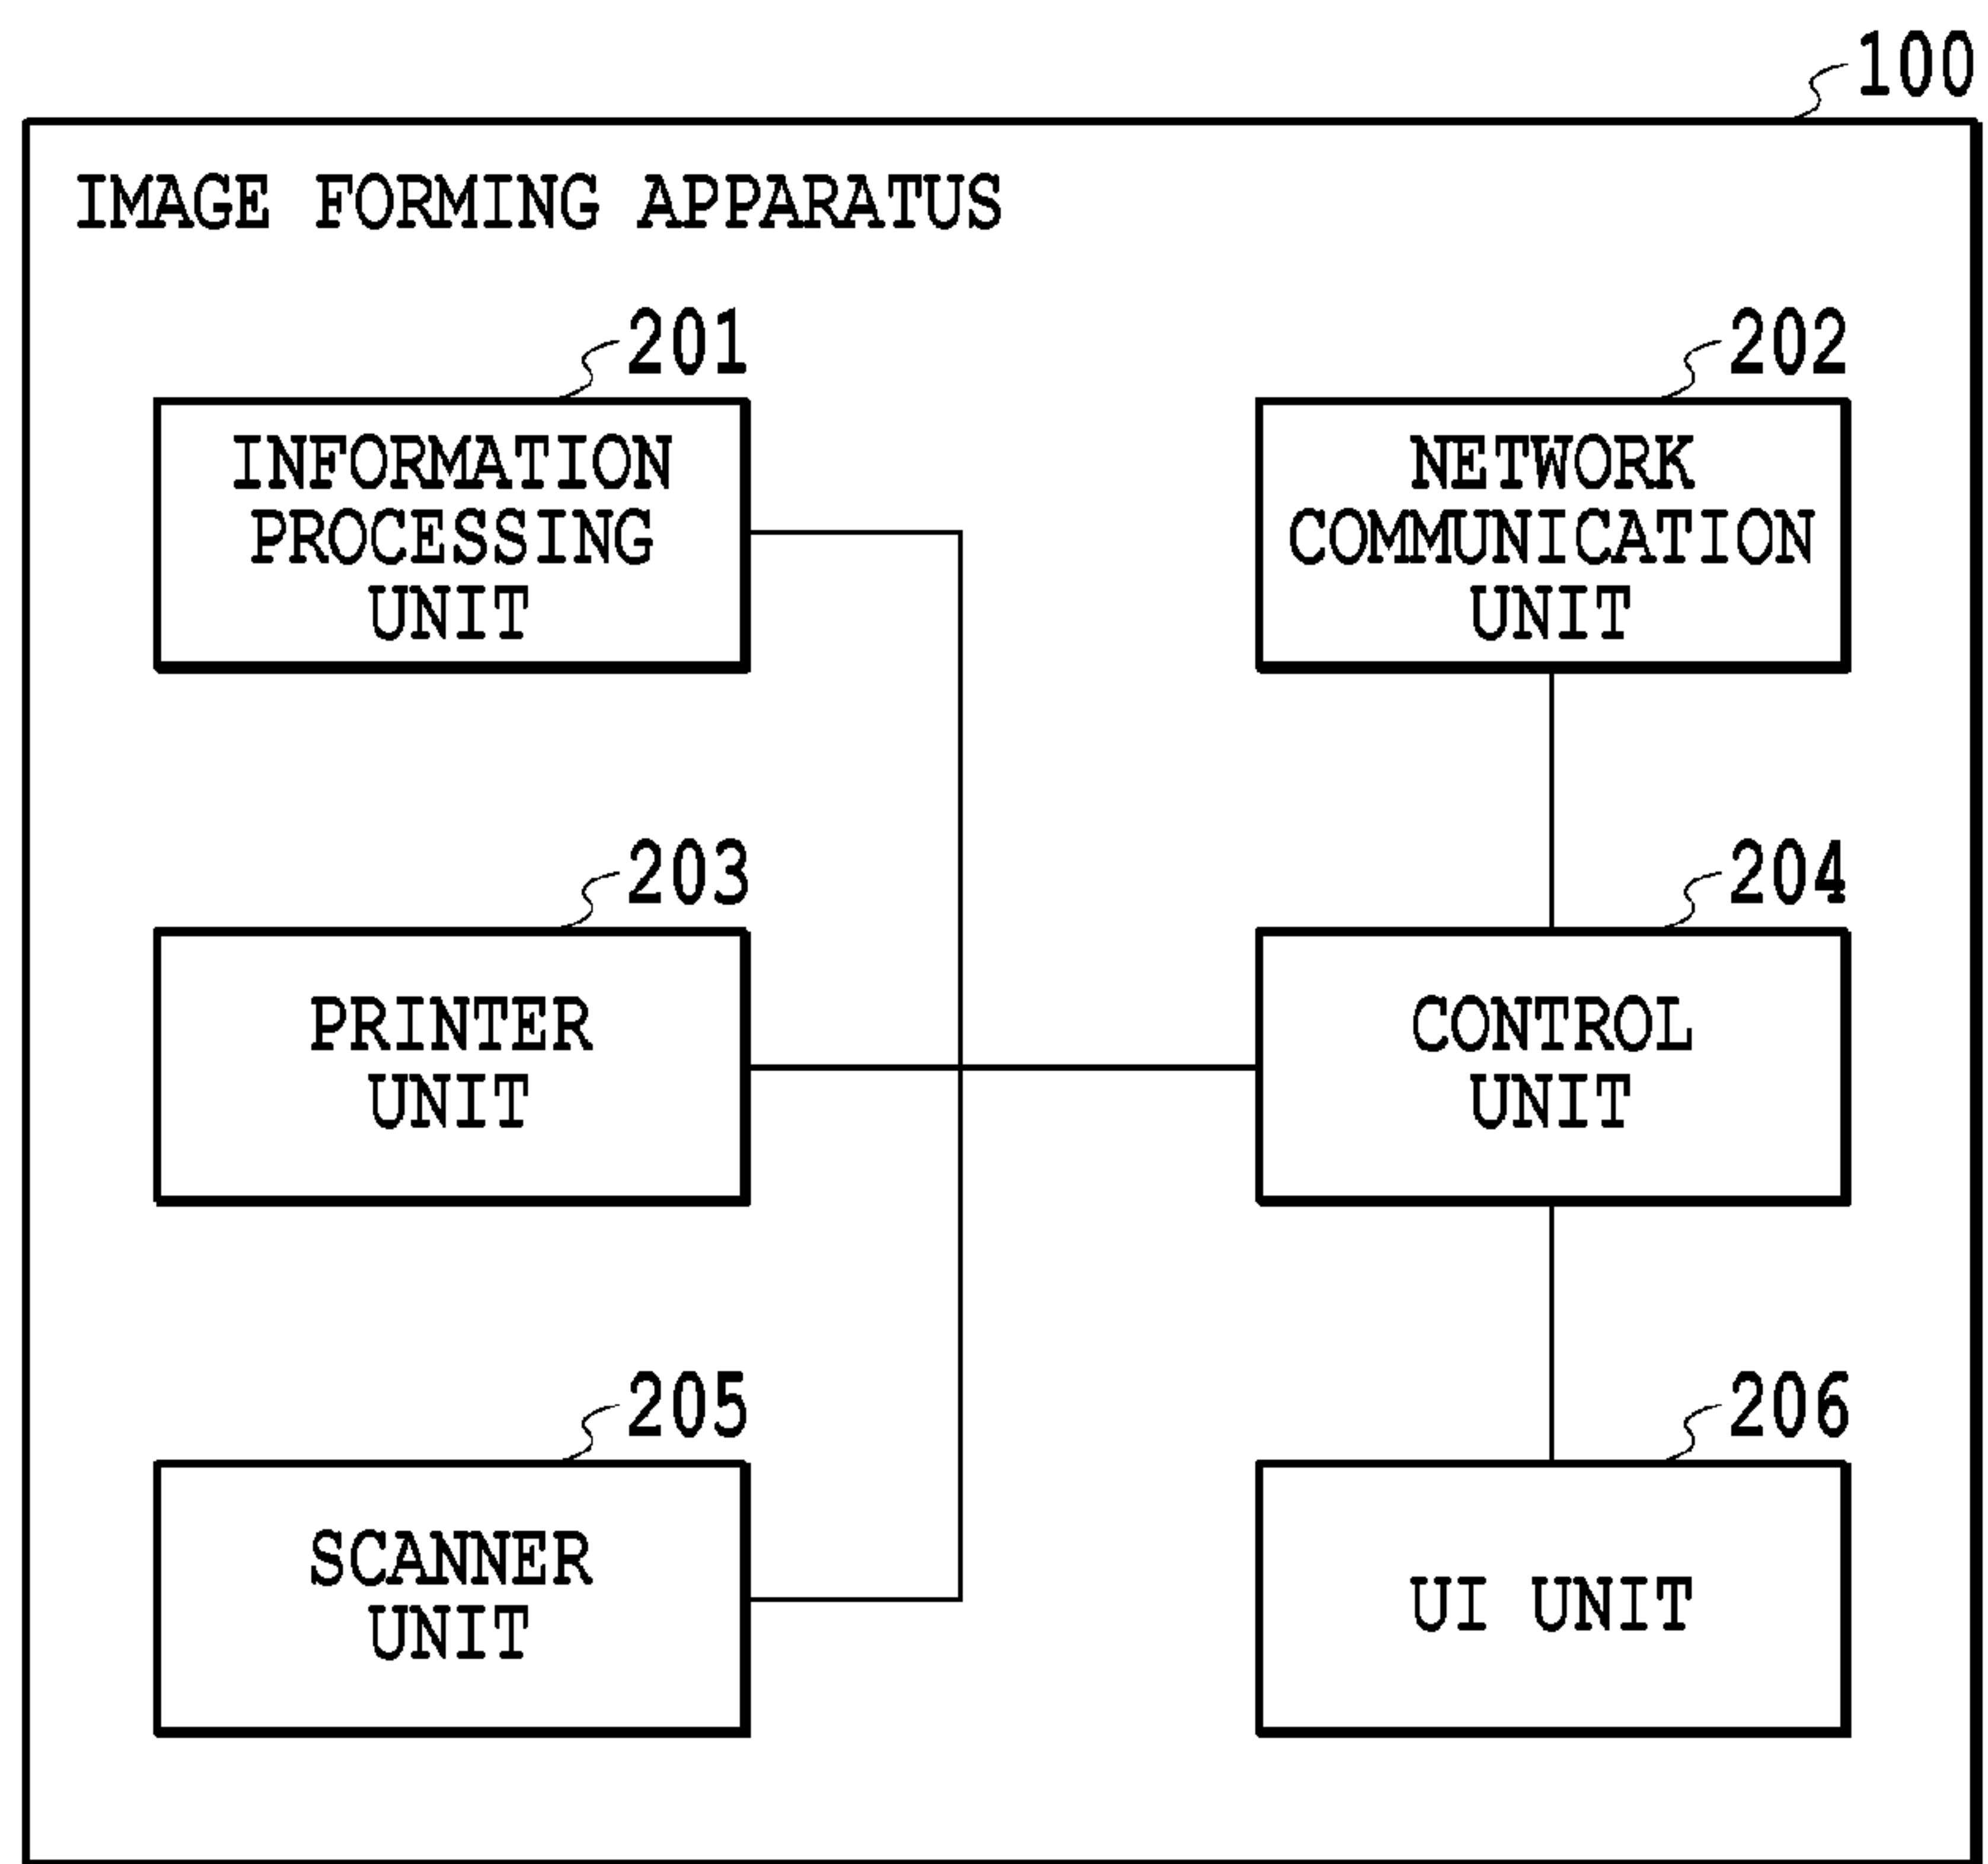 100
IMAGE FORMING APPARATUS
201
INFORMATION
PROCESSING
UNIT
202
NETWORK
COMMUNICATION
UNIT
203
PRINTER
UNIT
204
CONTROL
UNIT
205
SCANNER
UNIT
206
UI UNIT